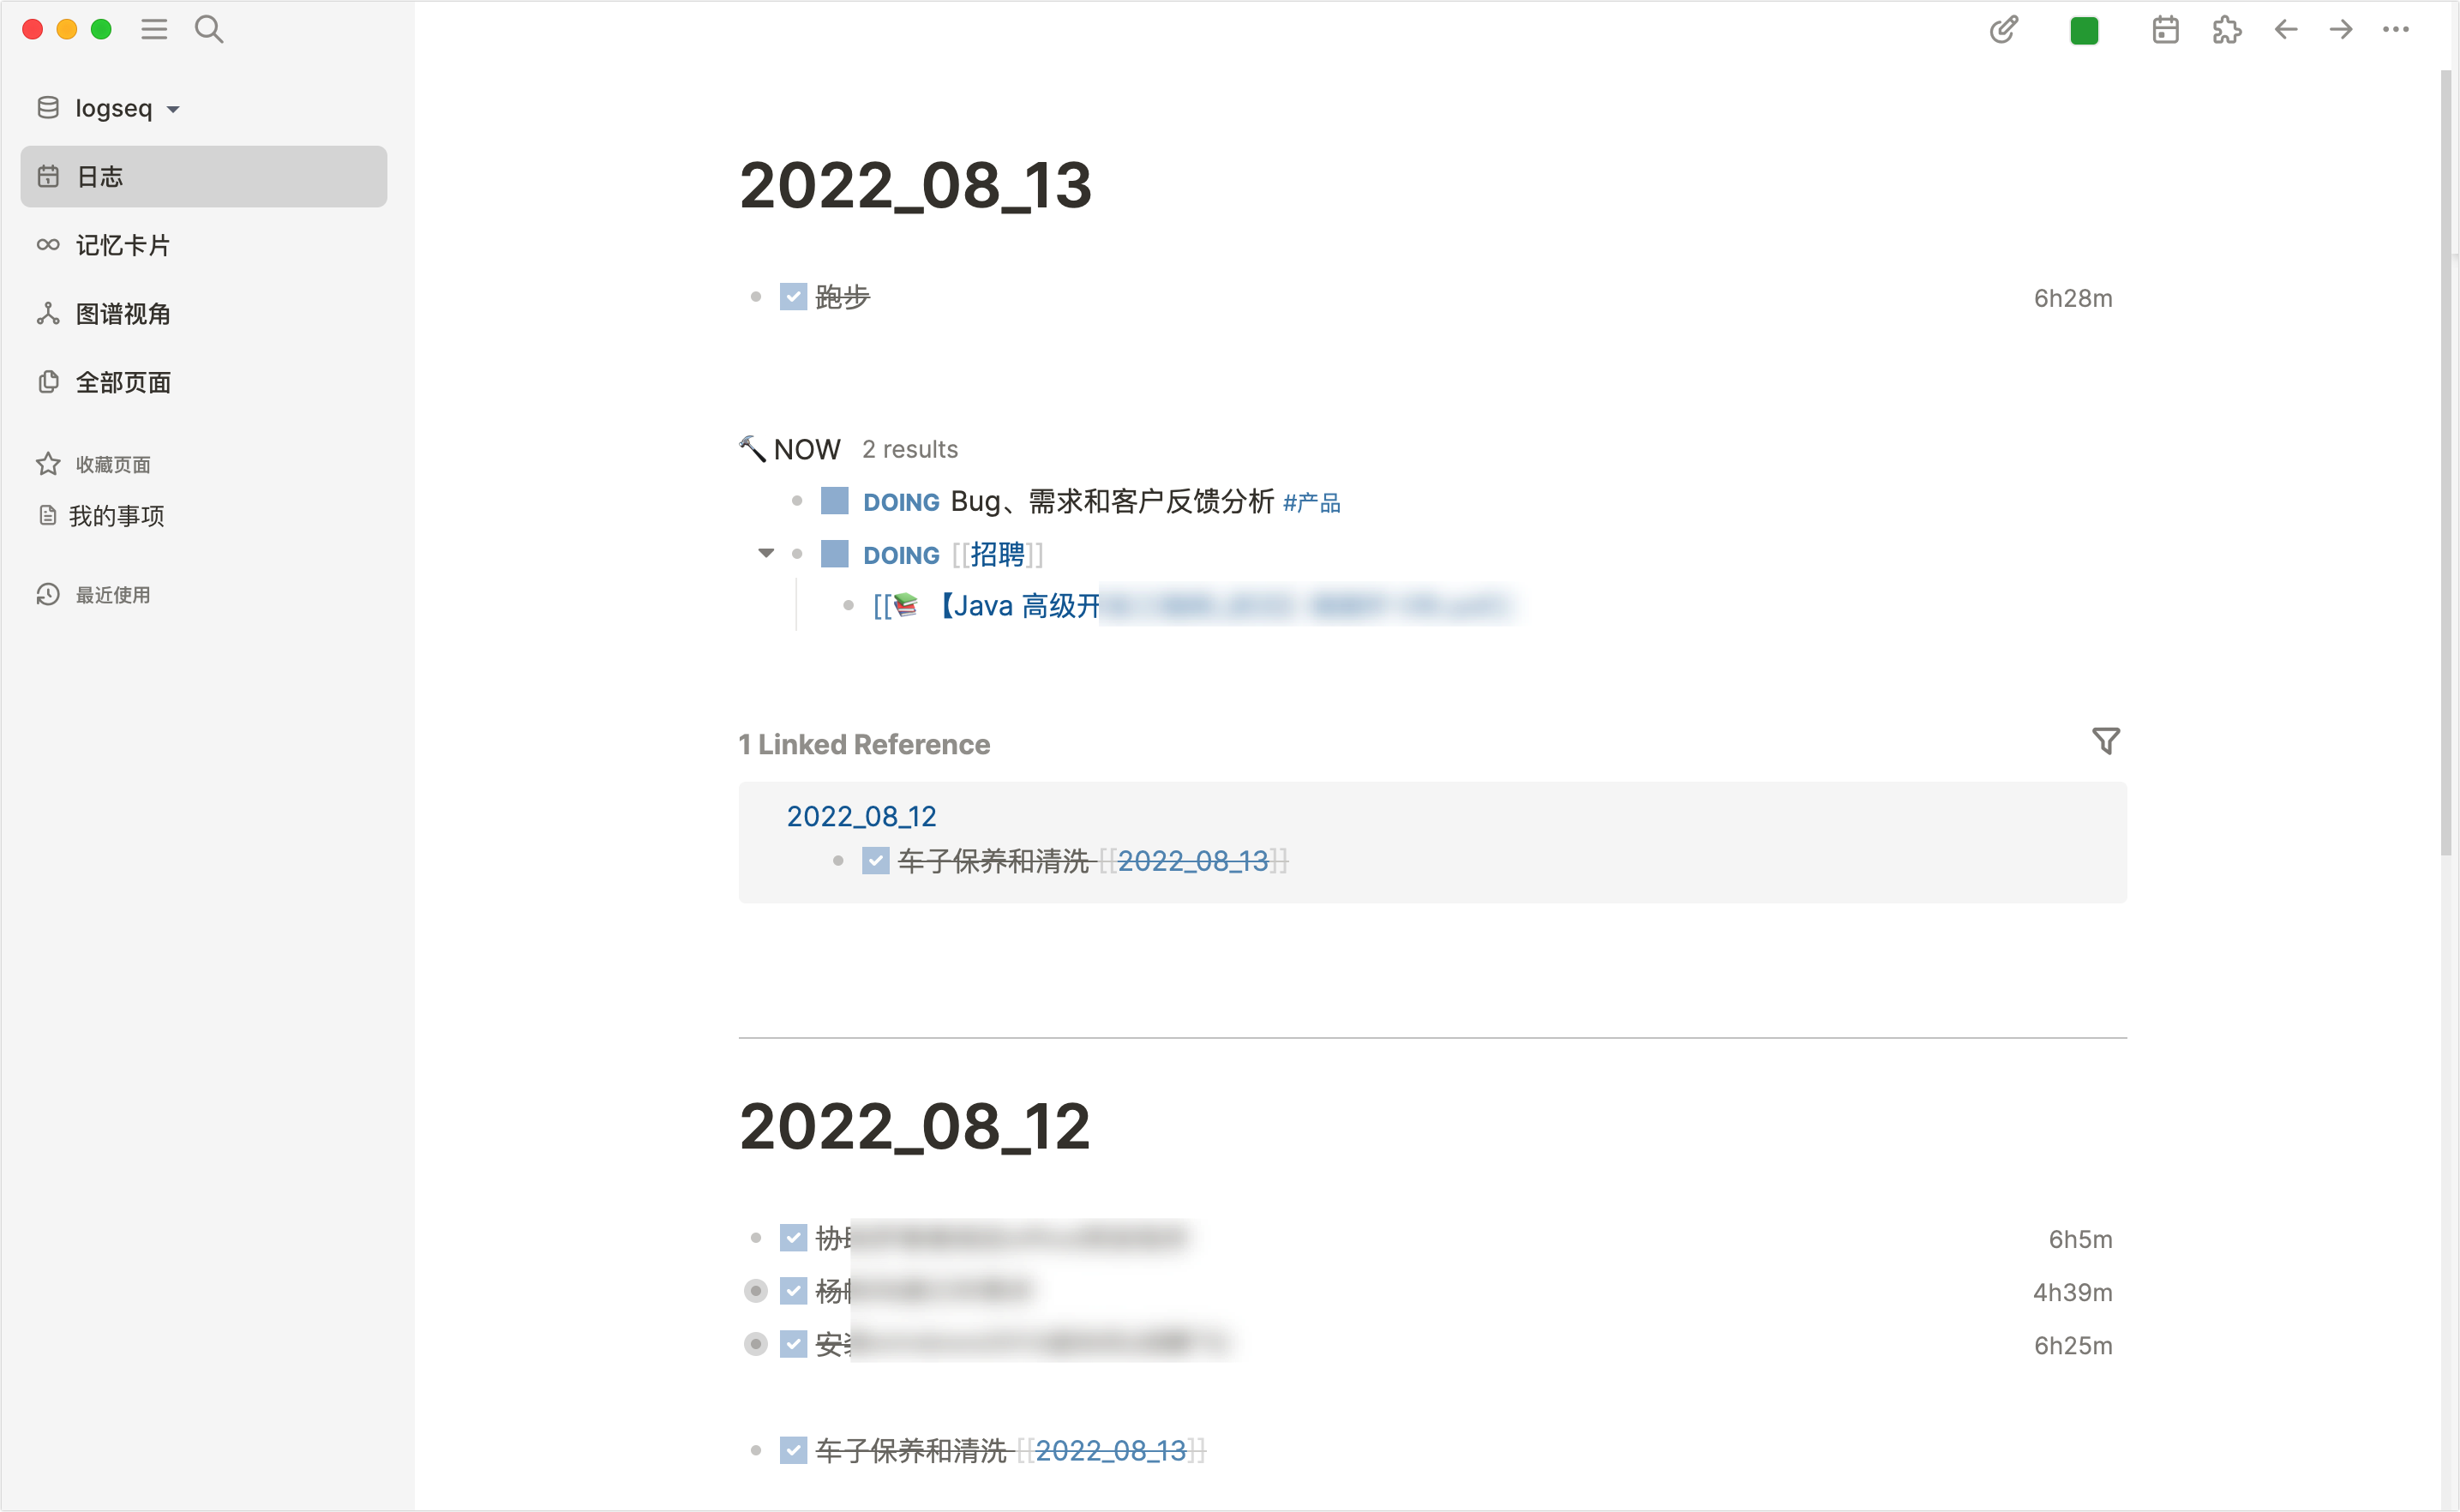 logseq
日志
记忆卡片
图谱视角
全部页面
收藏页面
我的事项
最近使用
2022_08_13
跑步 6h28m
NOW 2 results
DOING Bug、需求和客户反馈分析 #产品
DOING [[招聘]]
[[📚 【Java 高级开
1 Linked Reference
2022_08_12
车子保养和清洗 [[2022_08_13]]
2022_08_12
协 6h5m
杨 4h39m
安 6h25m
车子保养和清洗 [[2022_08_13]]